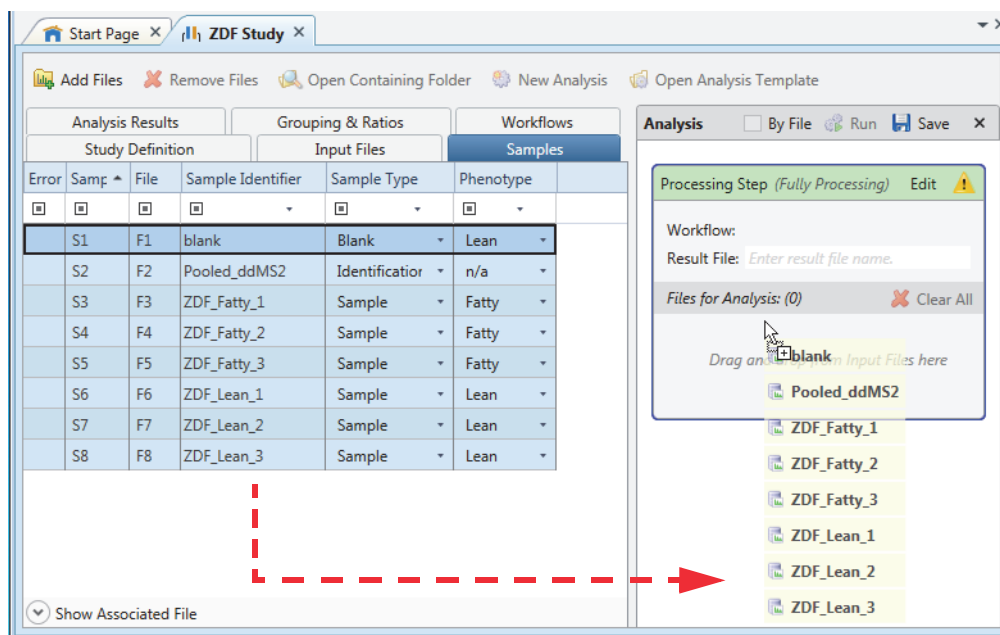 Start Page
ZDF Study
Add Files Remove Files Open Containing Folder New Analysis Open Analysis Template
Analysis Results Grouping & Ratios Workflows
Study Definition Input Files Samples
Error Samp File Sample Identifier Sample Type Phenotype
S1 F1 blank Blank Lean
S2 F2 Pooled_ddMS2 Identification n/a
S3 F3 ZDF_Fatty_1 Sample Fatty
S4 F4 ZDF_Fatty_2 Sample Fatty
S5 F5 ZDF_Fatty_3 Sample Fatty
S6 F6 ZDF_Lean_1 Sample Lean
S7 F7 ZDF_Lean_2 Sample Lean
S8 F8 ZDF_Lean_3 Sample Lean
Show Associated File
Analysis By File Run Save
Processing Step (Fully Processing) Edit
Workflow:
Result File: Enter result file name.
Files for Analysis: (0) Clear All
Drag and drop from Input Files here
blank
Pooled_ddMS2
ZDF_Fatty_1
ZDF_Fatty_2
ZDF_Fatty_3
ZDF_Lean_1
ZDF_Lean_2
ZDF_Lean_3